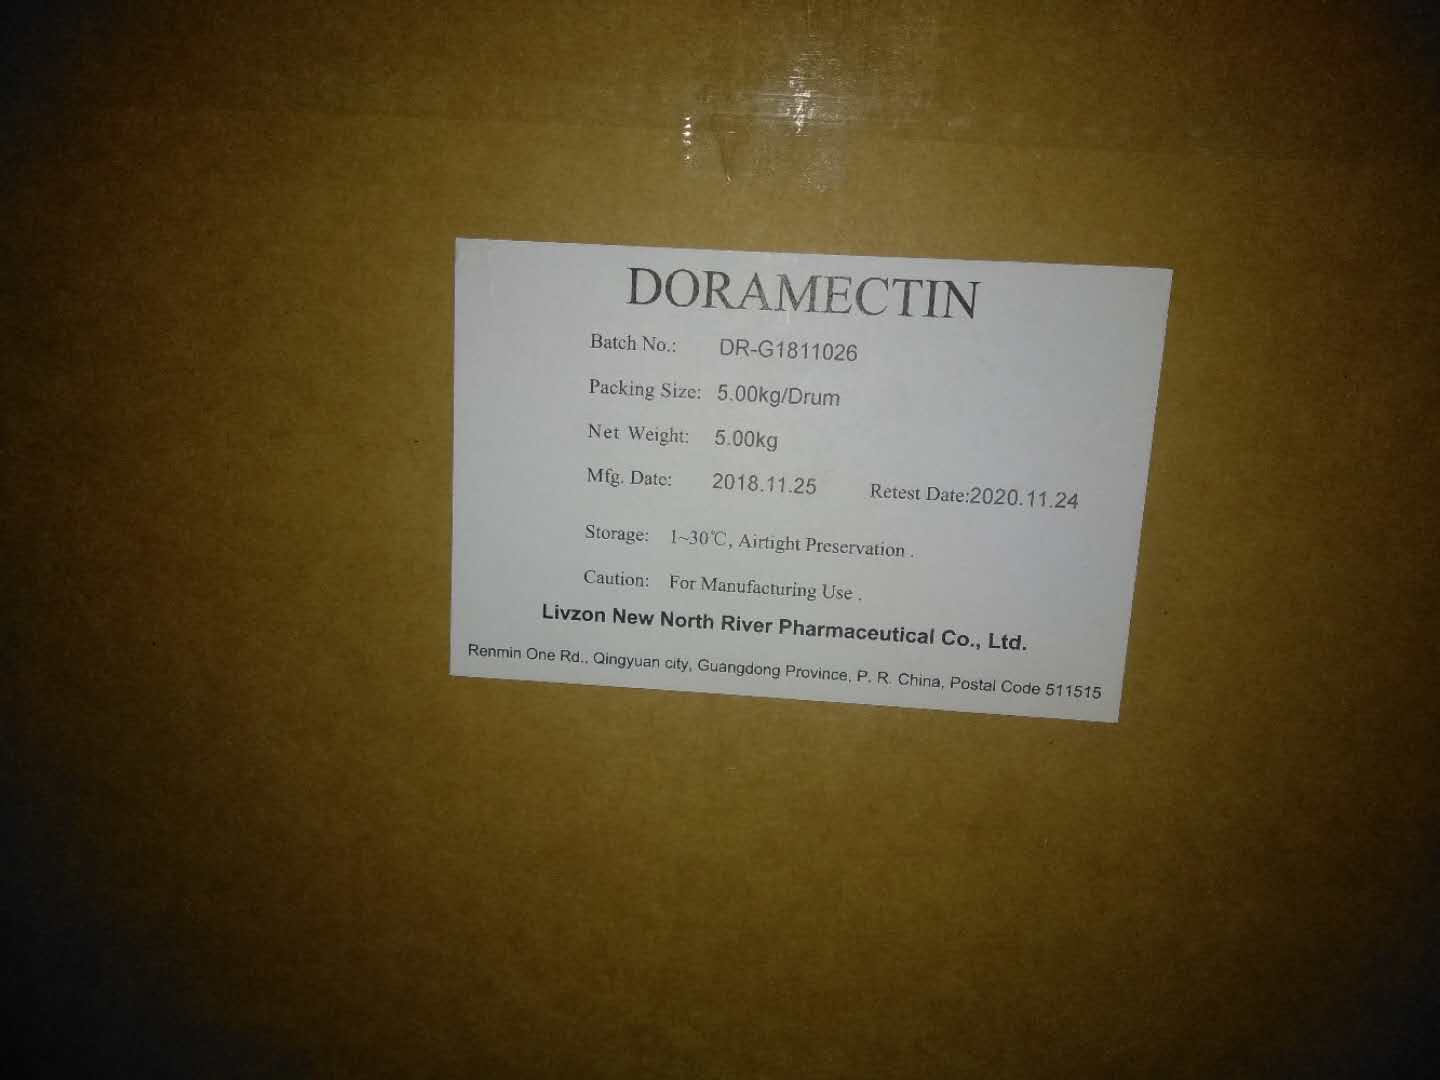 DORAMECTIN
Batch No.: DR-G1811026
Packing Size: 5.00kg/Drum
Net Weight: 5.00kg
Mfg. Date: 2018.11.25 Retest Date:2020.11.24
Storage: 1~30℃, Airtight Preservation .
Caution: For Manufacturing Use .
Livzon New North River Pharmaceutical Co., Ltd.
Renmin One Rd., Qingyuan city, Guangdong Province, P. R. China, Postal Code 511515